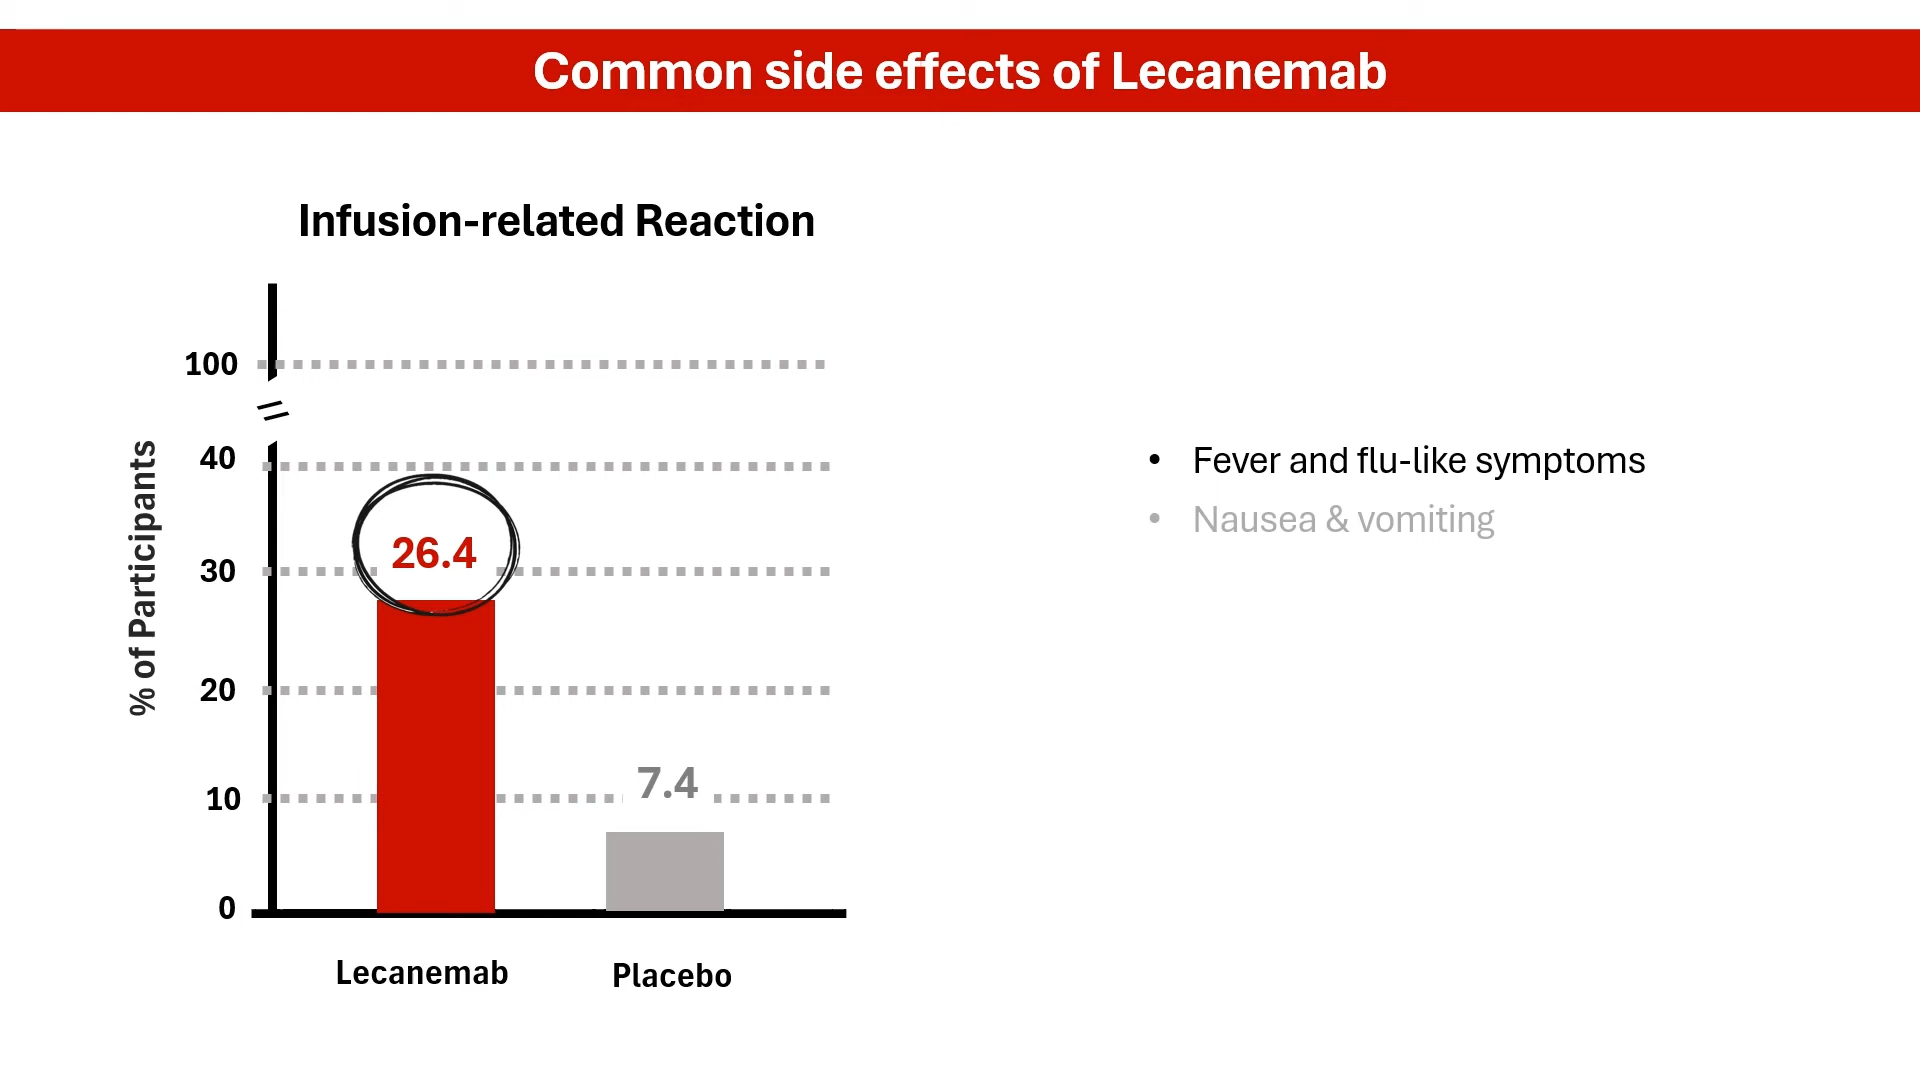 Common side effects of Lecanemab
Infusion-related Reaction
% of Participants
100
40
30
20
10
0
26.4
7.4
Lecanemab
Placebo
• Fever and flu-like symptoms
• Nausea & vomiting